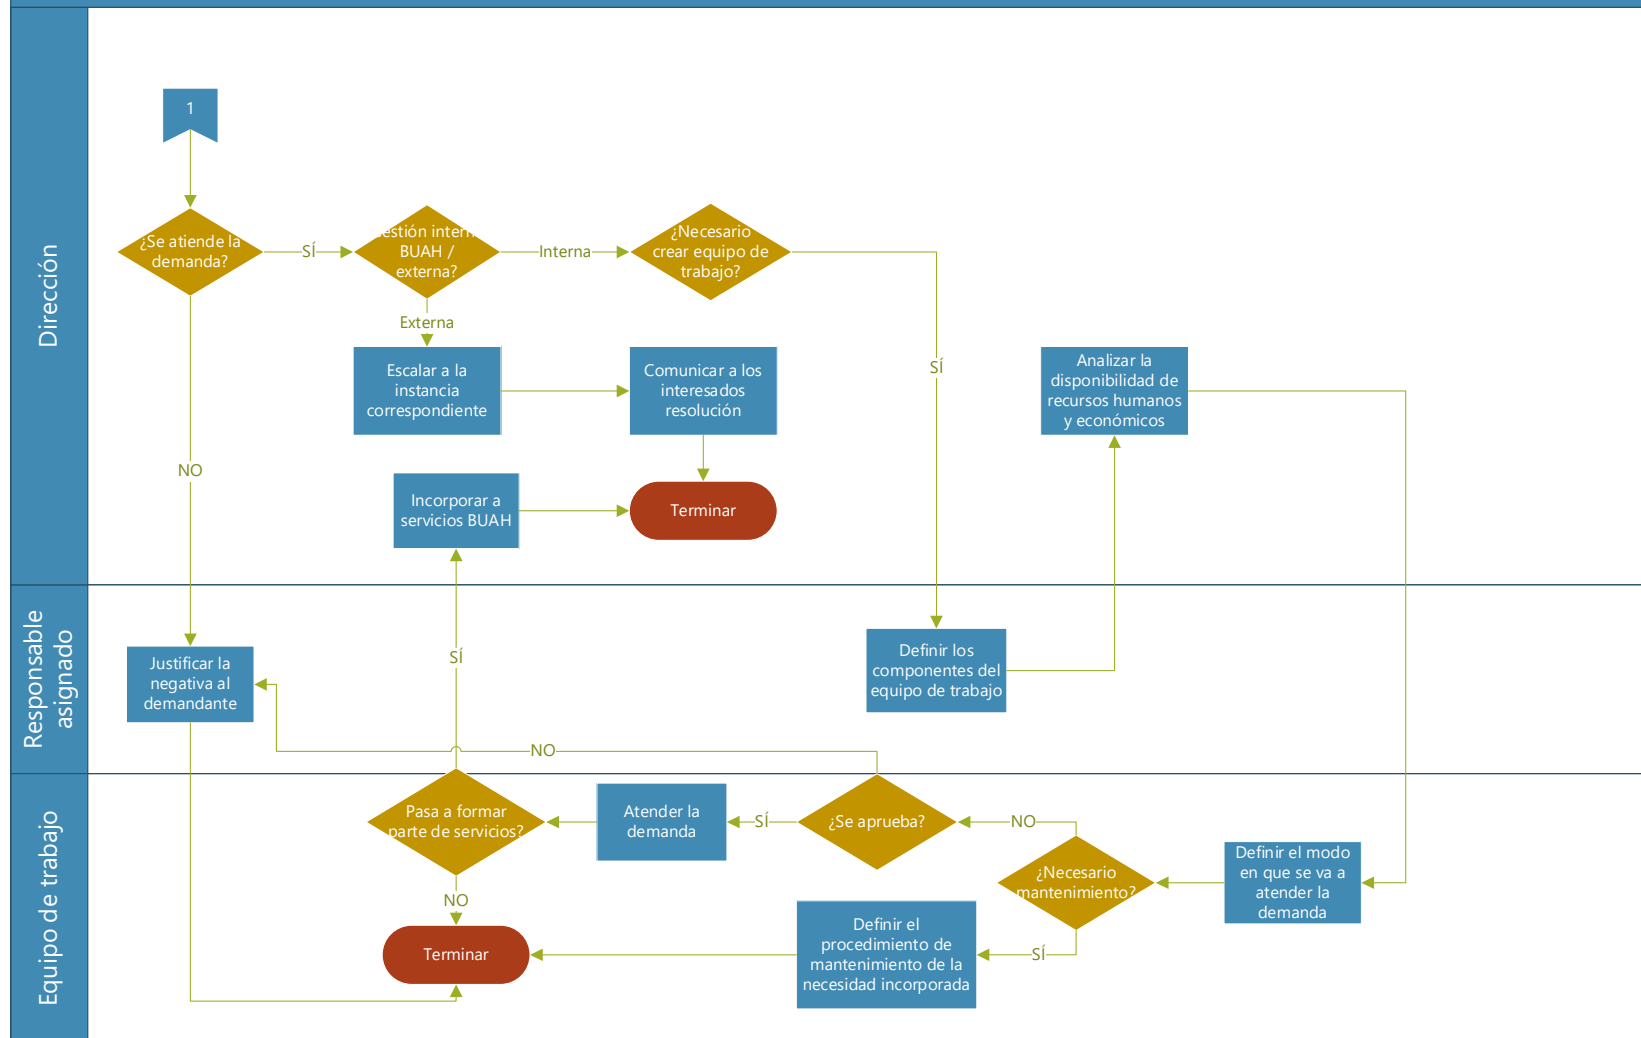 Dirección
1
¿Se atiende la
demanda?
SÍ
BUAH /
externa?
Interna
¿Necesario
crear equipo de
trabajo?
Externa
SÍ
Escalar a la
instancia
correspondiente
Comunicar a los
interesados
resolución
Analizar la
disponibilidad de
recursos humanos
y económicos
NO
Incorporar a
servicios BUAH
Terminar
Responsable
asignado
Justificar la
negativa al
demandante
SÍ
Definir los
componentes del
equipo de trabajo
NO
Equipo de trabajo
Pasa a formar
parte de servicios?
Atender la
demanda
SÍ
¿Se aprueba?
NO
¿Necesario
mantenimiento?
Definir el modo
en que se va a
atender la
demanda
NO
Terminar
Definir el
procedimiento de
mantenimiento de la
necesidad incorporada
SÍ